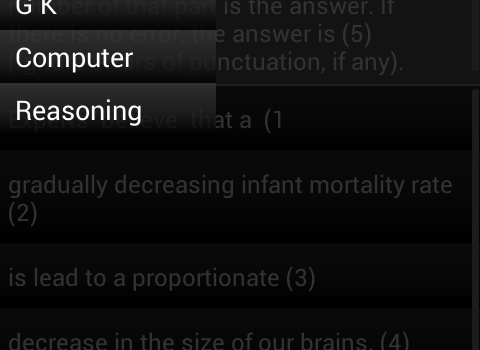 G K
ber of that part is the answer. If
there is no error, the answer is (5)
Computer
rs of punctuation, if any).
Reasoning
Experts believe that a (1
gradually decreasing infant mortality rate
(2)
is lead to a proportionate (3)
decrease in the size of our brains. (4)